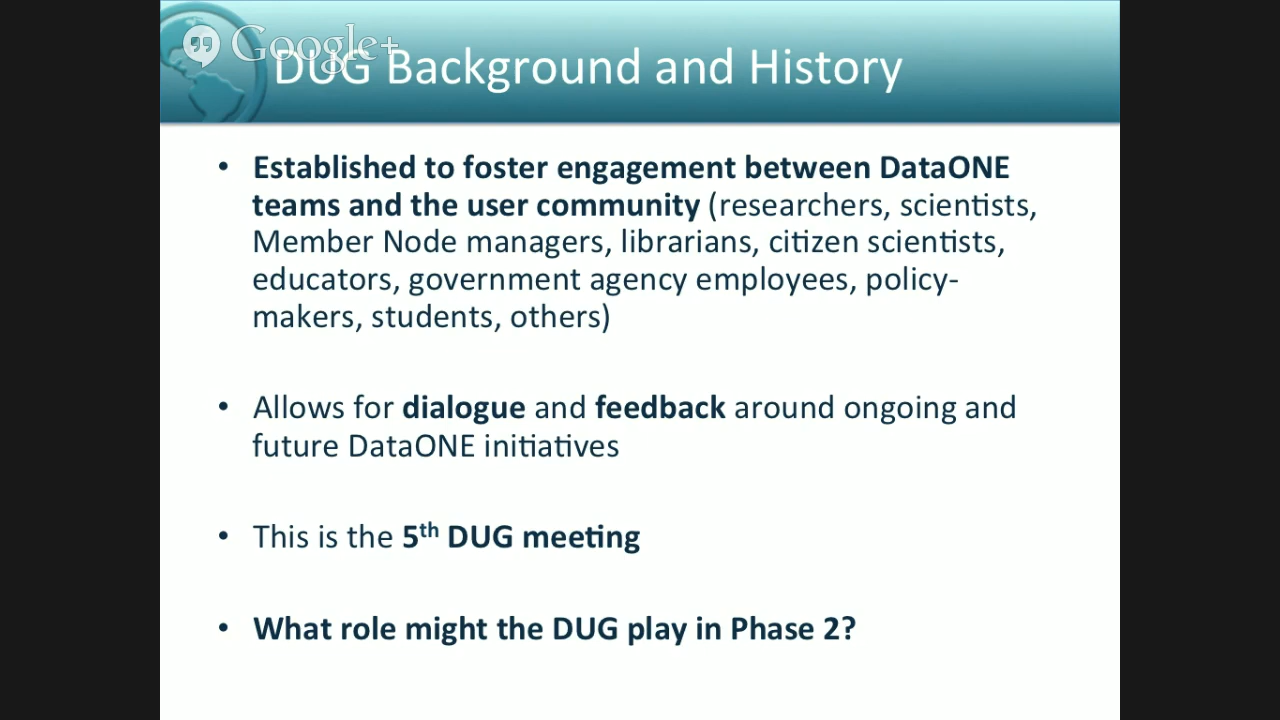 Google+
DUG Background and History
• Established to foster engagement between DataONE
teams and the user community (researchers, scientists,
Member Node managers, librarians, citizen scientists,
educators, government agency employees, policy-
makers, students, others)
• Allows for dialogue and feedback around ongoing and
future DataONE initiatives
• This is the 5th DUG meeting
• What role might the DUG play in Phase 2?